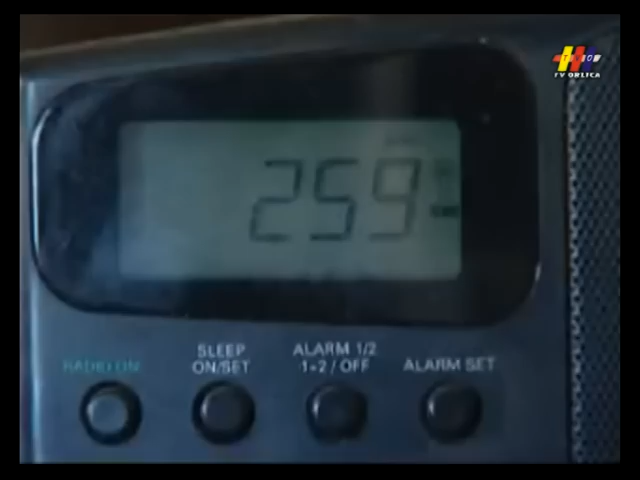 TV ORLICA
259
RADIO ON
SLEEP
ON/SET
ALARM 1/2
1+2 / OFF
ALARM SET